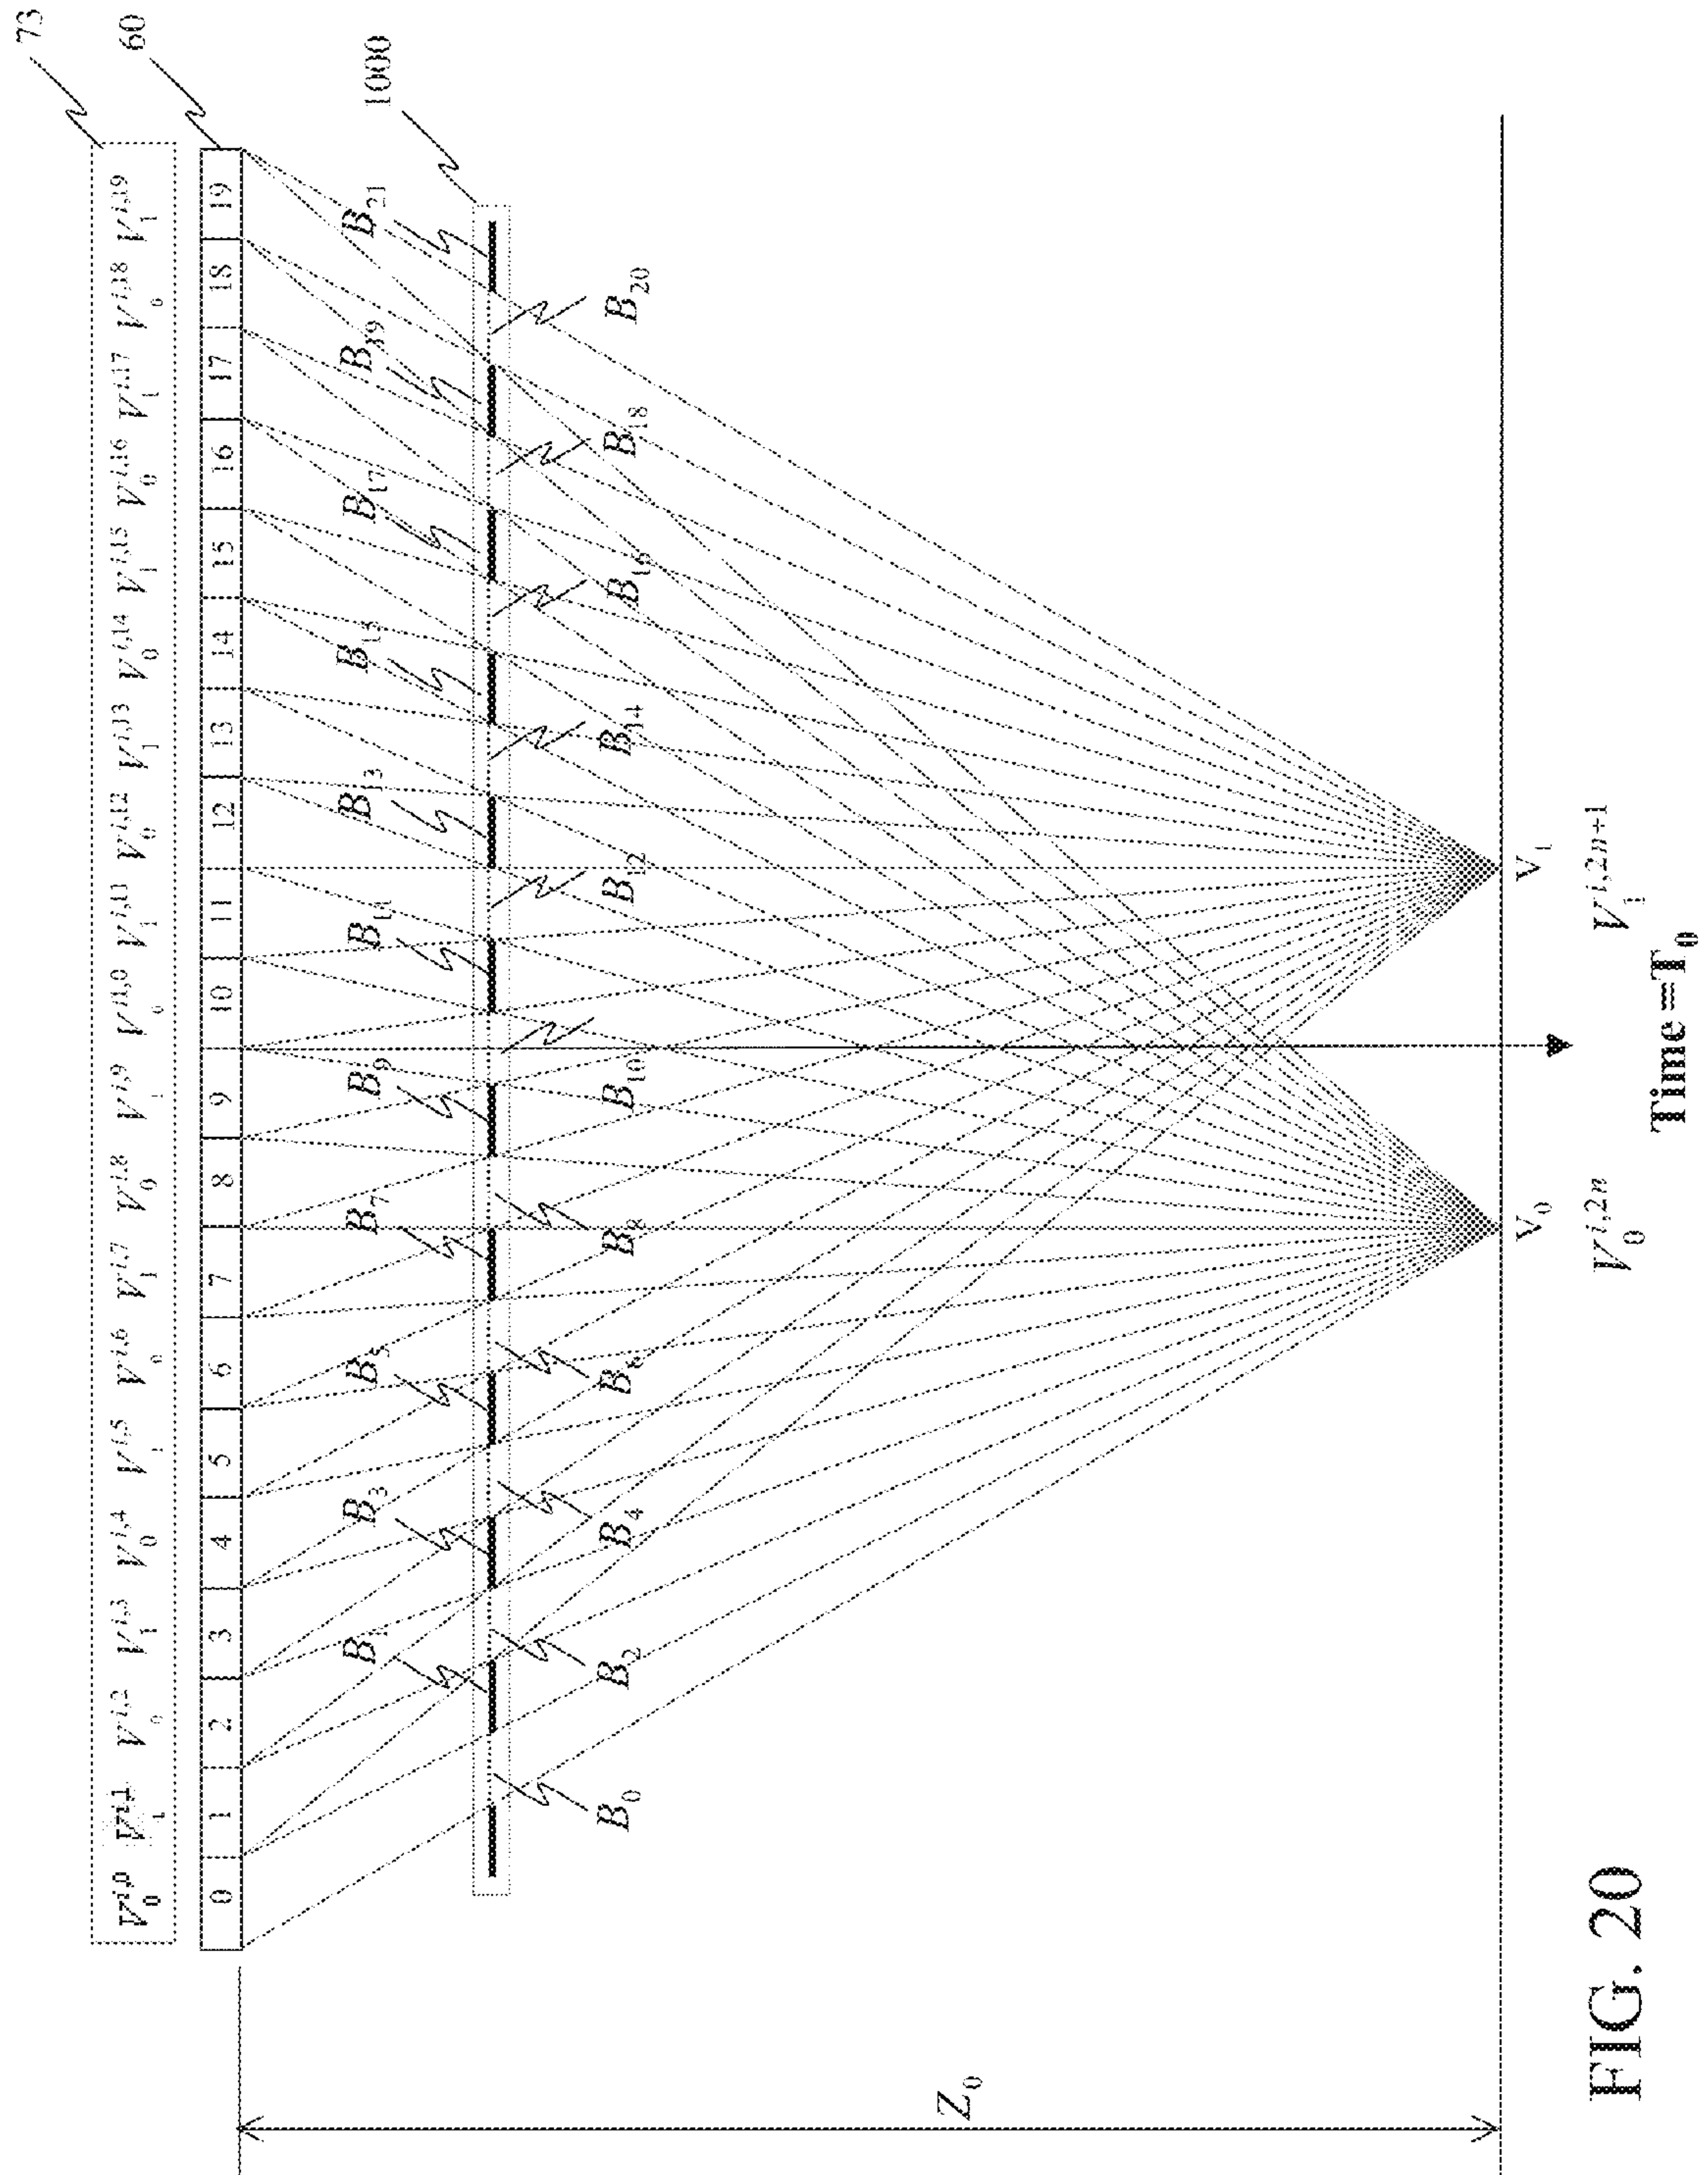 73
V_0^{i,0} V_1^{i,1} V_0^{i,2} V_1^{i,3} V_0^{i,4} V_1^{i,5} V_0^{i,6} V_1^{i,7} V_0^{i,8} V_1^{i,9} V_0^{i,10} V_1^{i,11} V_0^{i,12} V_1^{i,13} V_0^{i,14} V_1^{i,15} V_0^{i,16} V_1^{i,17} V_0^{i,18} V_1^{i,19}
60
0 1 2 3 4 5 6 7 8 9 10 11 12 13 14 15 16 17 18 19
1000
B_1 B_3 B_5 B_7 B_9 B_11 B_13 B_15 B_17 B_19 B_21
B_0 B_2 B_4 B_6 B_8 B_10 B_12 B_14 B_16 B_18 B_20
Z_0
V_0 V_1
V_0^{i,2n} V_1^{i,2n+1}
Time=T_0
FIG. 20